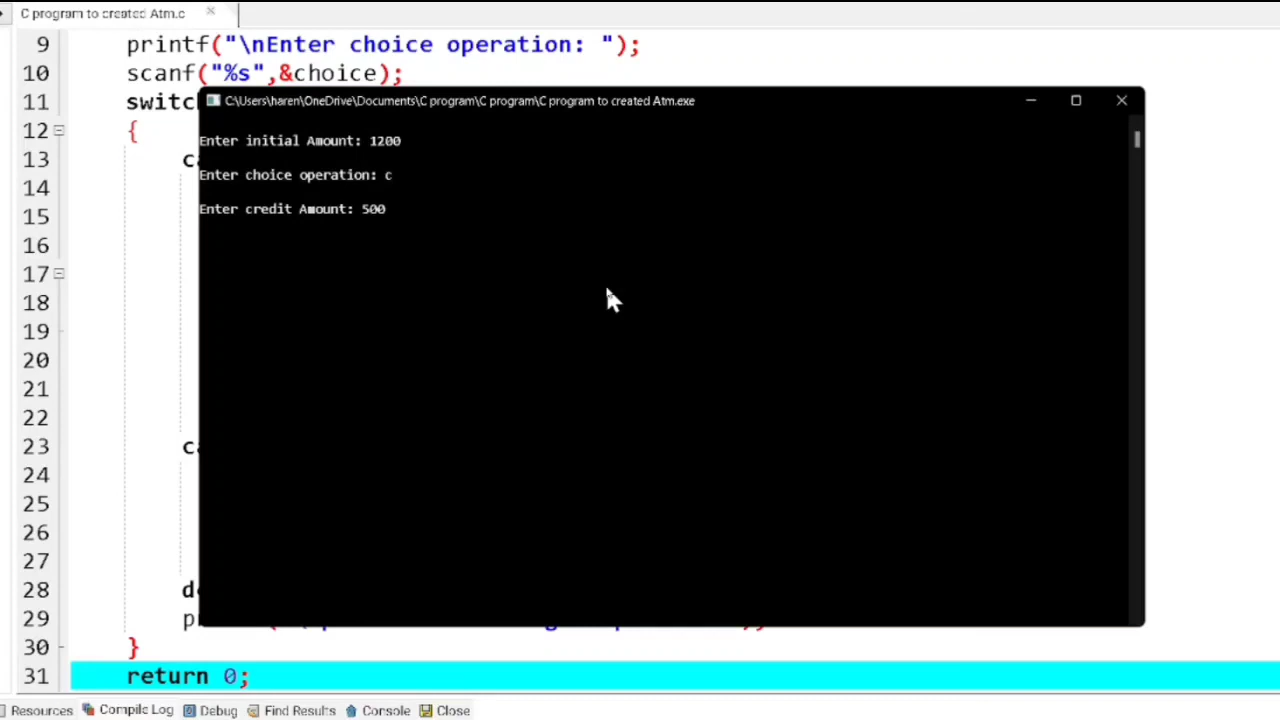 C program to created Atm.c
9 printf("\nEnter choice operation: ");
10 scanf("%s",&choice);
11
C:\Users\haren\OneDrive\Documents\C program\C program\C program to created Atm.exe
12 {
Enter initial Amount: 1200
13
14
Enter choice operation: c
15
Enter credit Amount: 500
16
17
18
19
20
21
22
23
24
25
26
27
28
29
30 }
31 return 0;
Resources Compile Log Debug Find Results Console Close